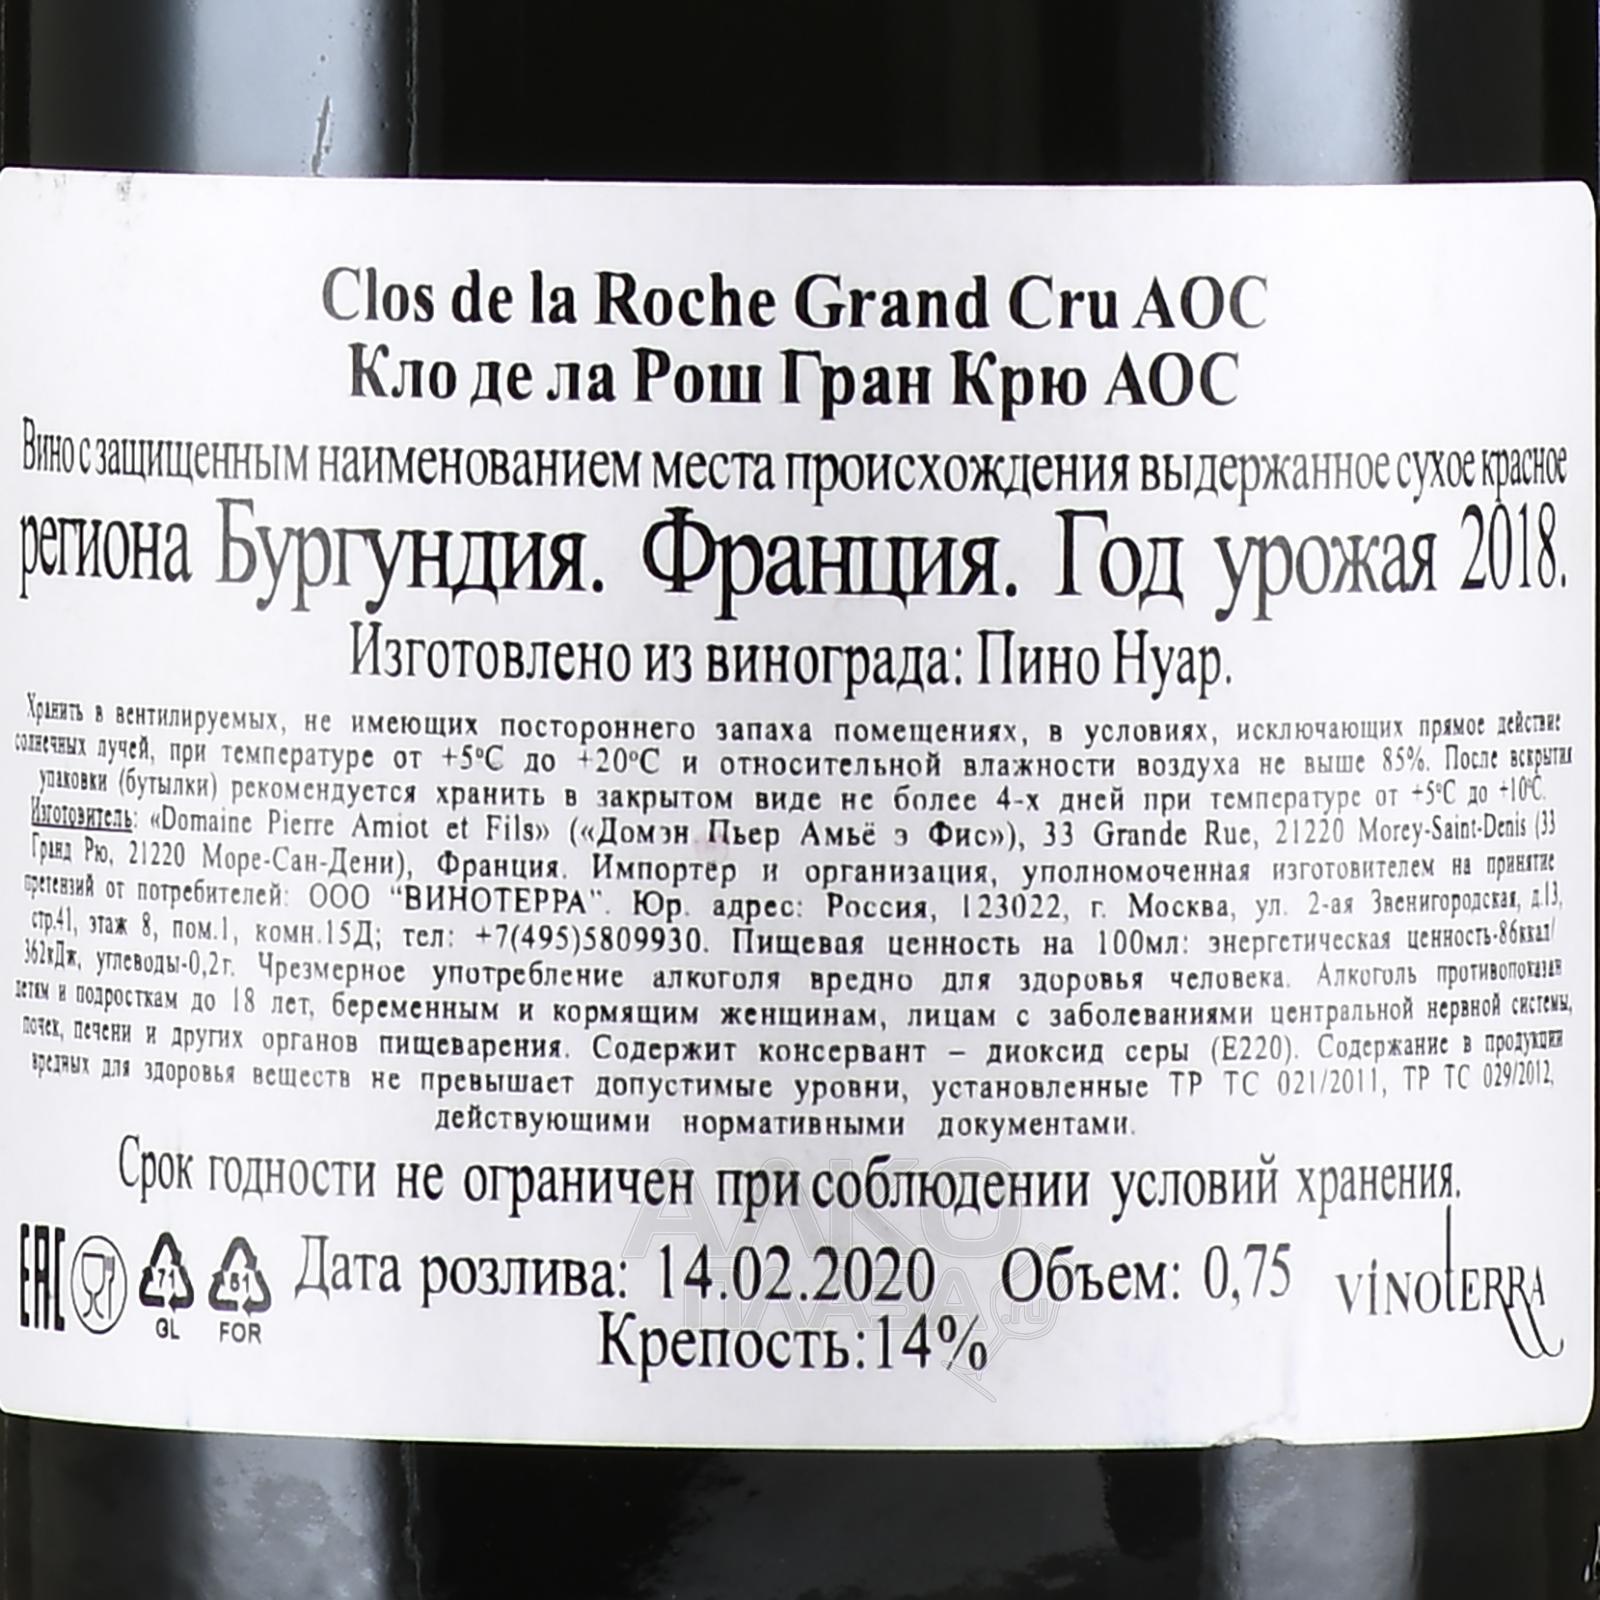 Clos de la Roche Grand Cru AOC
Кло де ла Рош Гран Крю АОС
Вино с защищенным наименованием места происхождения выдержанное сухое красное
региона Бургундия. Франция. Год урожая 2018.
Изготовлено из винограда: Пино Нуар.
Хранить в вентилируемых, не имеющих постороннего запаха помещениях, в условиях, исключающих прямое действие
солнечных лучей, при температуре от +5°С до +20°С и относительной влажности воздуха не выше 85%. После вскрытия
упаковки (бутылки) рекомендуется хранить в закрытом виде не более 4-х дней при температуре от +5°С до +10°С.
Изготовитель: «Domaine Pierre Amiot et Fils» («Домэн Пьер Амьё э Фис»), 33 Grande Rue, 21220 Morey-Saint-Denis (33
Гранд Рю, 21220 Море-Сан-Дени), Франция. Импортёр и организация, уполномоченная изготовителем на принятие
претензий от потребителей: ООО "ВИНОТЕРРА". Юр. адрес: Россия, 123022, г. Москва, ул. 2-ая Звенигородская, д.13,
стр.41, этаж 8, пом.1, комн.15Д; тел: +7(495)5809930. Пищевая ценность на 100мл: энергетическая ценность-86ккал/
362кДж, углеводы-0,2г. Чрезмерное употребление алкоголя вредно для здоровья человека. Алкоголь противопоказан
детям и подросткам до 18 лет, беременным и кормящим женщинам, лицам с заболеваниями центральной нервной системы,
почек, печени и других органов пищеварения. Содержит консервант – диоксид серы (Е220). Содержание в продукции
вредных для здоровья веществ не превышает допустимые уровни, установленные ТР ТС 021/2011, ТР ТС 029/2012,
действующими нормативными документами.
Срок годности не ограничен при соблюдении условий хранения.
ЕАС 71 GL 61 FOR Дата розлива: 14.02.2020 Объем: 0,75 VINOTERRA
Крепость:14%
АЛКО
ПЛАЗА.ru